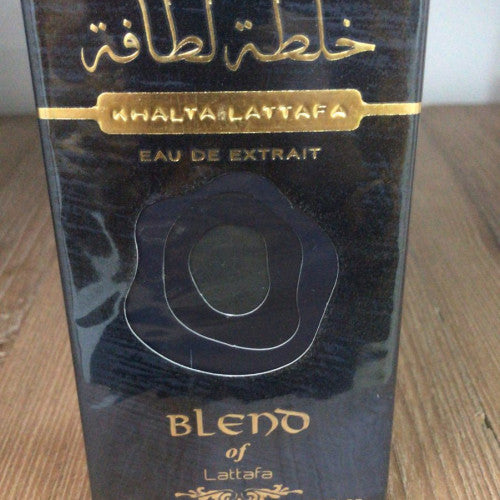 خلطة لطافة
KHALTA LATTAFA
EAU DE EXTRAIT
BLEND
of
Lattafa